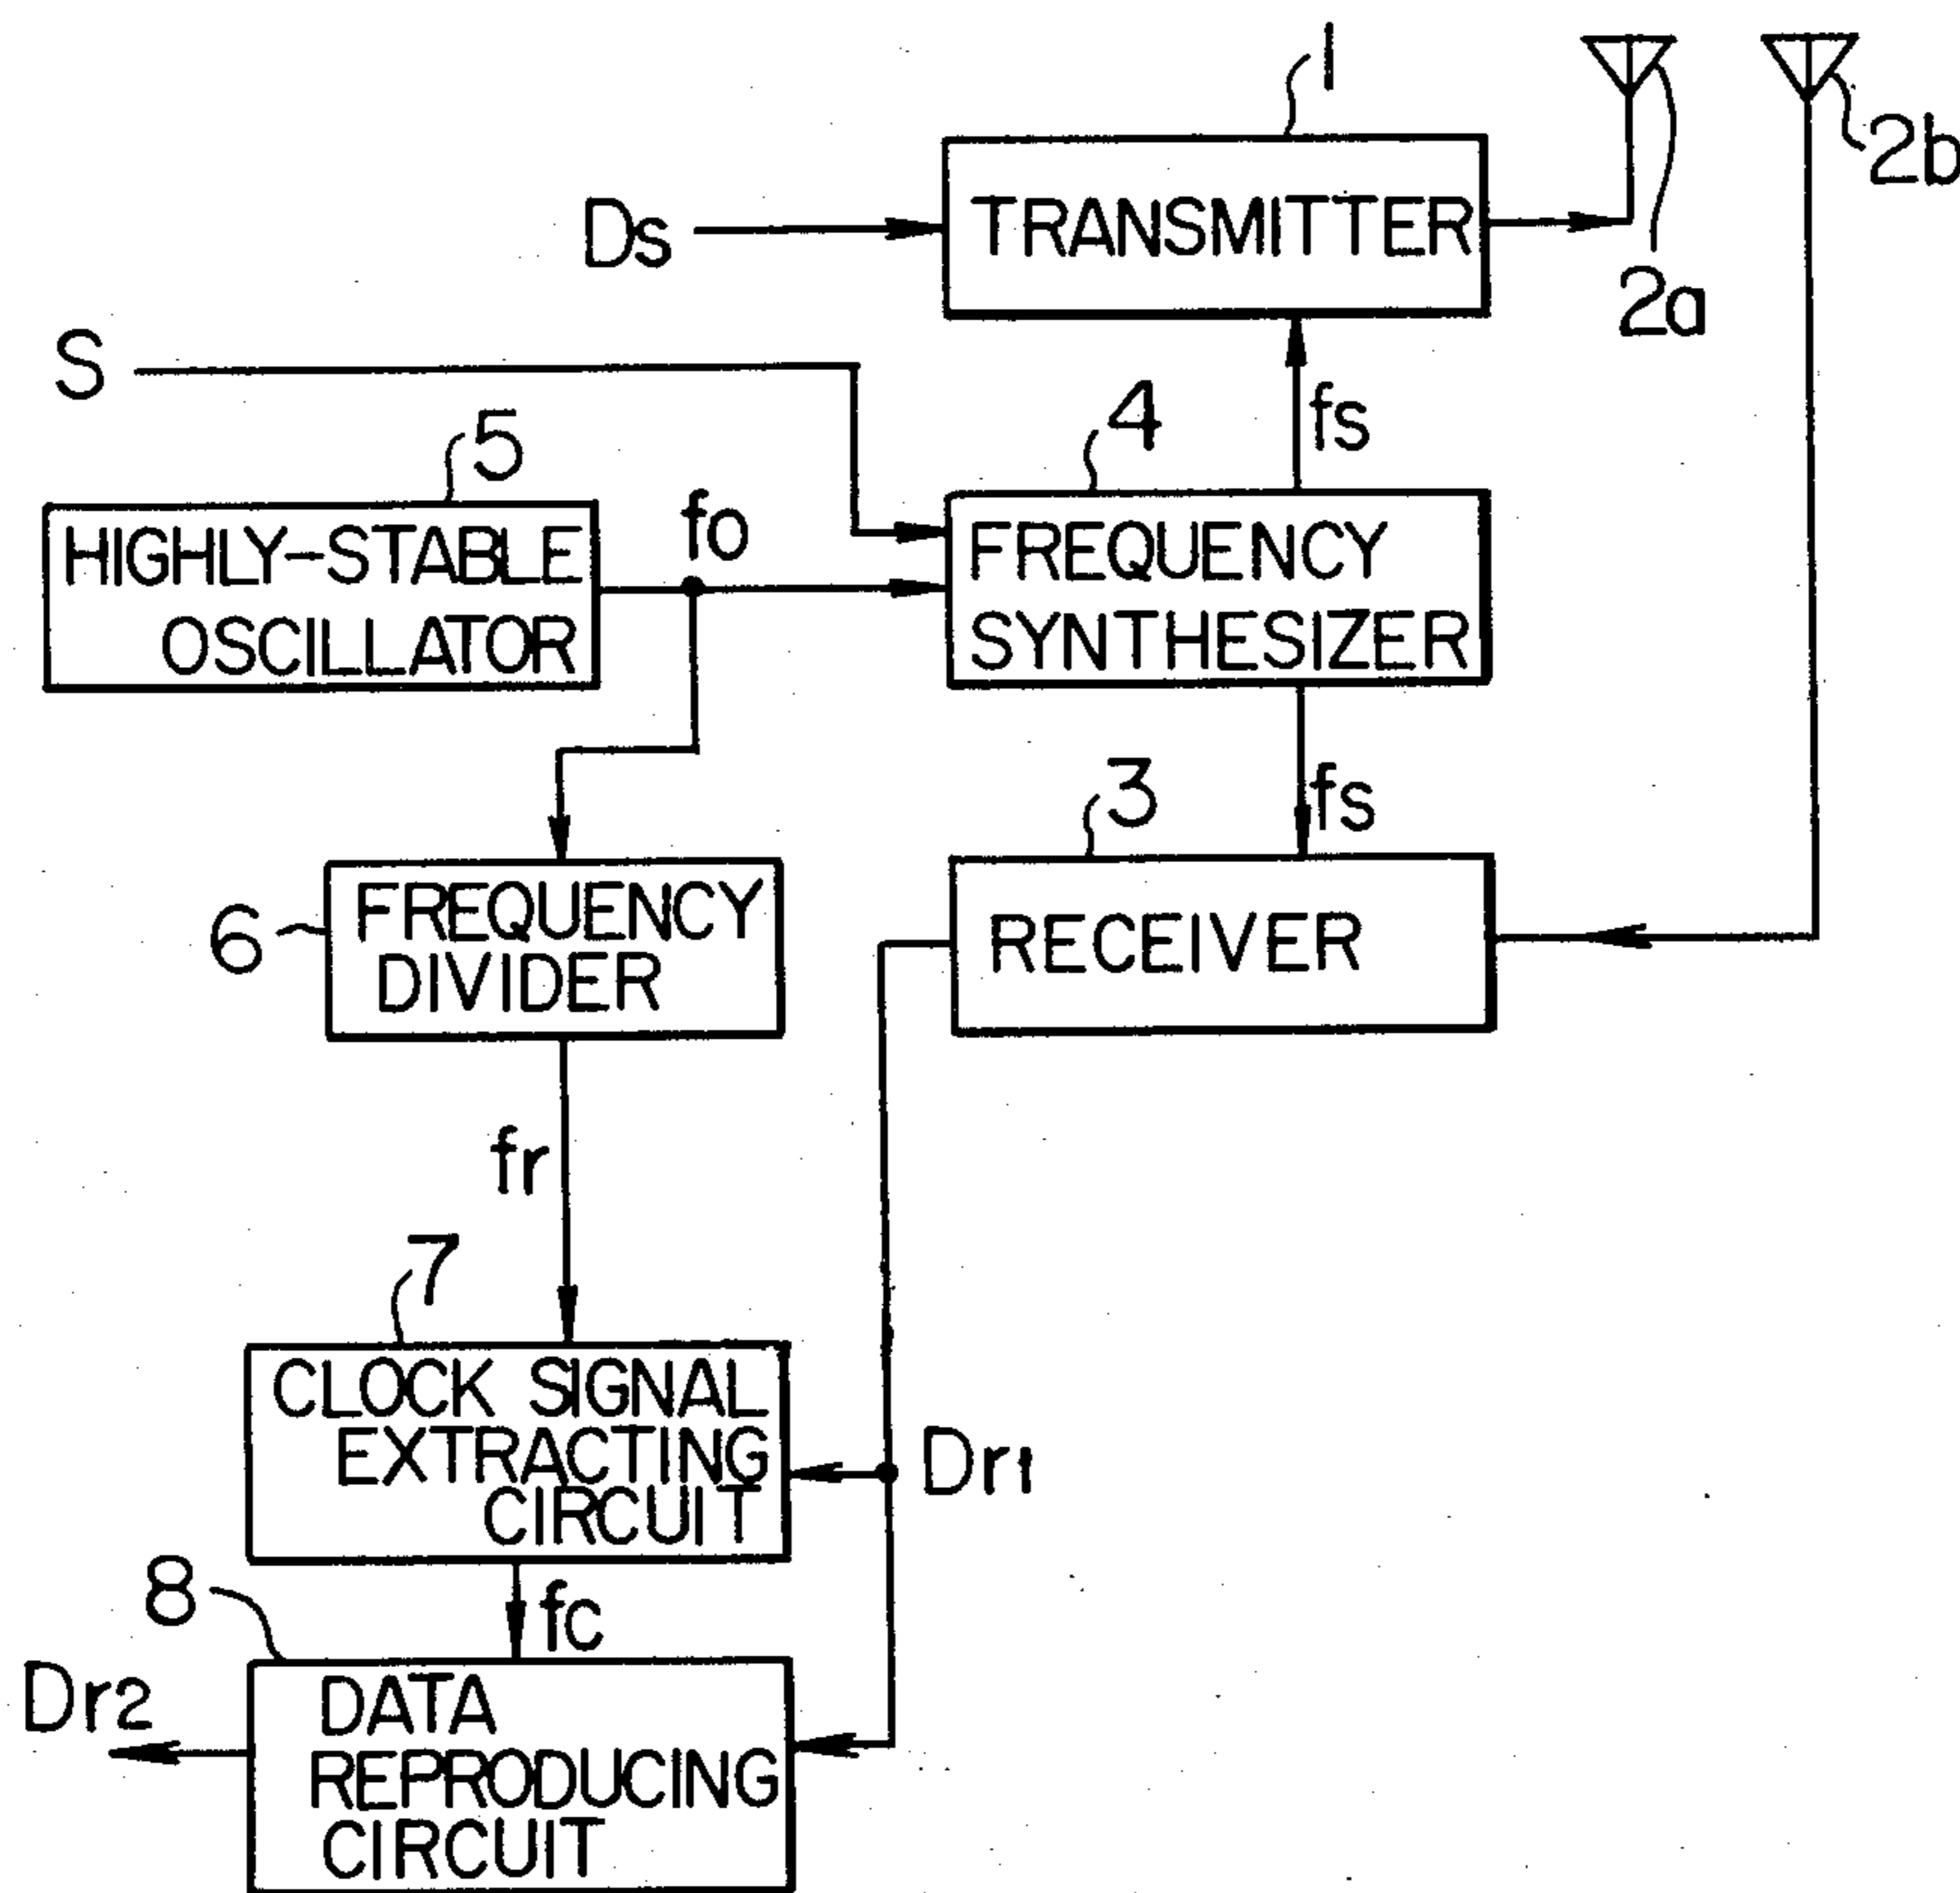 1
2b
Ds
TRANSMITTER
2a
S
4
fs
5
fo
HIGHLY-STABLE
OSCILLATOR
FREQUENCY
SYNTHESIZER
3
fs
6
FREQUENCY
DIVIDER
RECEIVER
fr
7
CLOCK SIGNAL
EXTRACTING
CIRCUIT
Dr1
8
fc
Dr2
DATA
REPRODUCING
CIRCUIT